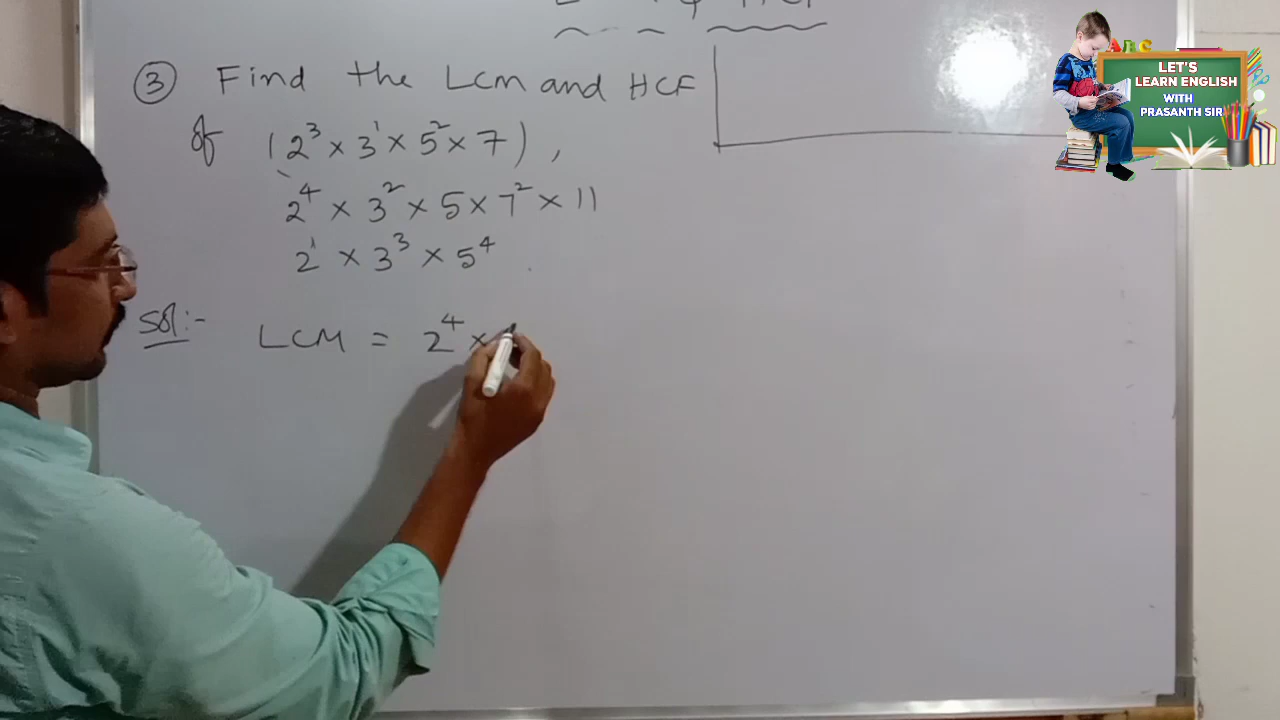 ③ Find the LCM and HCF
of (2³ × 3¹ × 5² × 7),
2⁴ × 3² × 5 × 7² × 11
2¹ × 3³ × 5⁴
Sol:-
LCM = 2⁴ ×
ABC
LET'S
LEARN ENGLISH
WITH
PRASANTH SIR